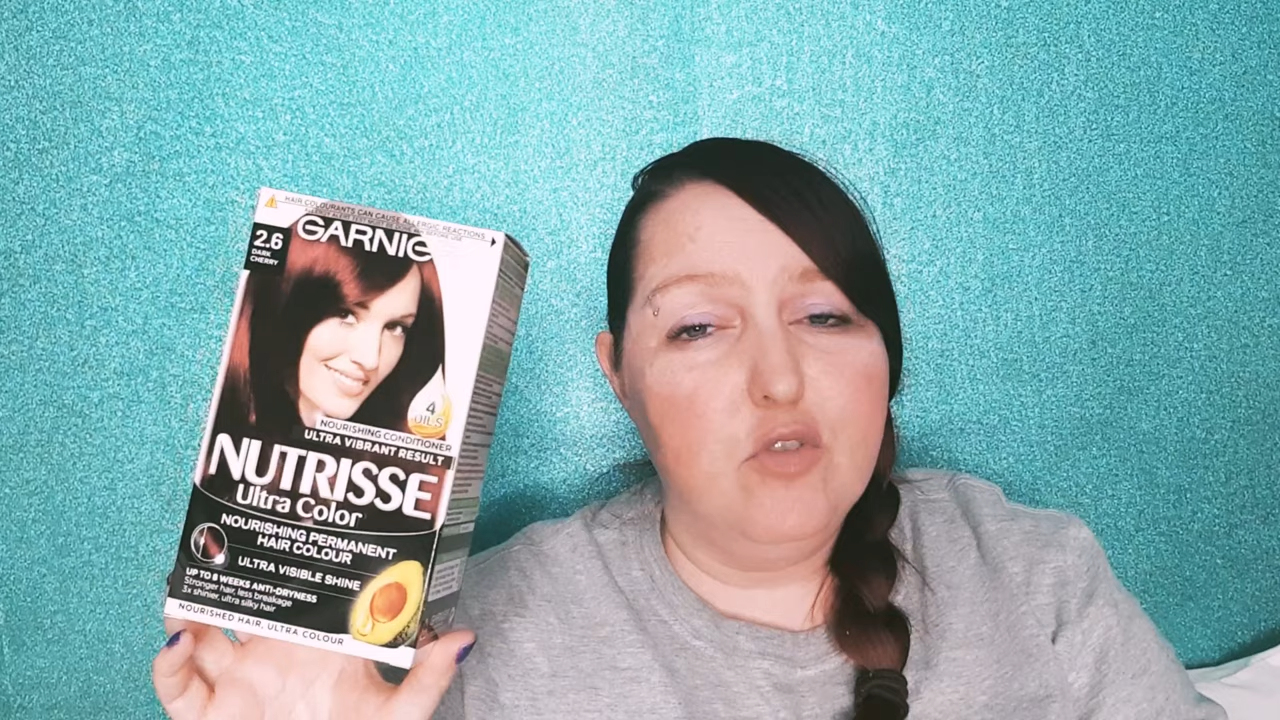 HAIR COLOURANTS CAN CAUSE ALLERGIC REACTIONS
GARNIE
2.6
DARK
CHERRY
4
OILS
NOURISHING CONDITIONER
ULTRA VIBRANT RESULT
NUTRISSE
Ultra Color
NOURISHING PERMANENT
HAIR COLOUR
ULTRA VISIBLE SHINE
UP TO 8 WEEKS ANTI-DRYNESS
Stronger hair, less breakage
3x shinier, ultra silky hair
NOURISHED HAIR, ULTRA COLOUR